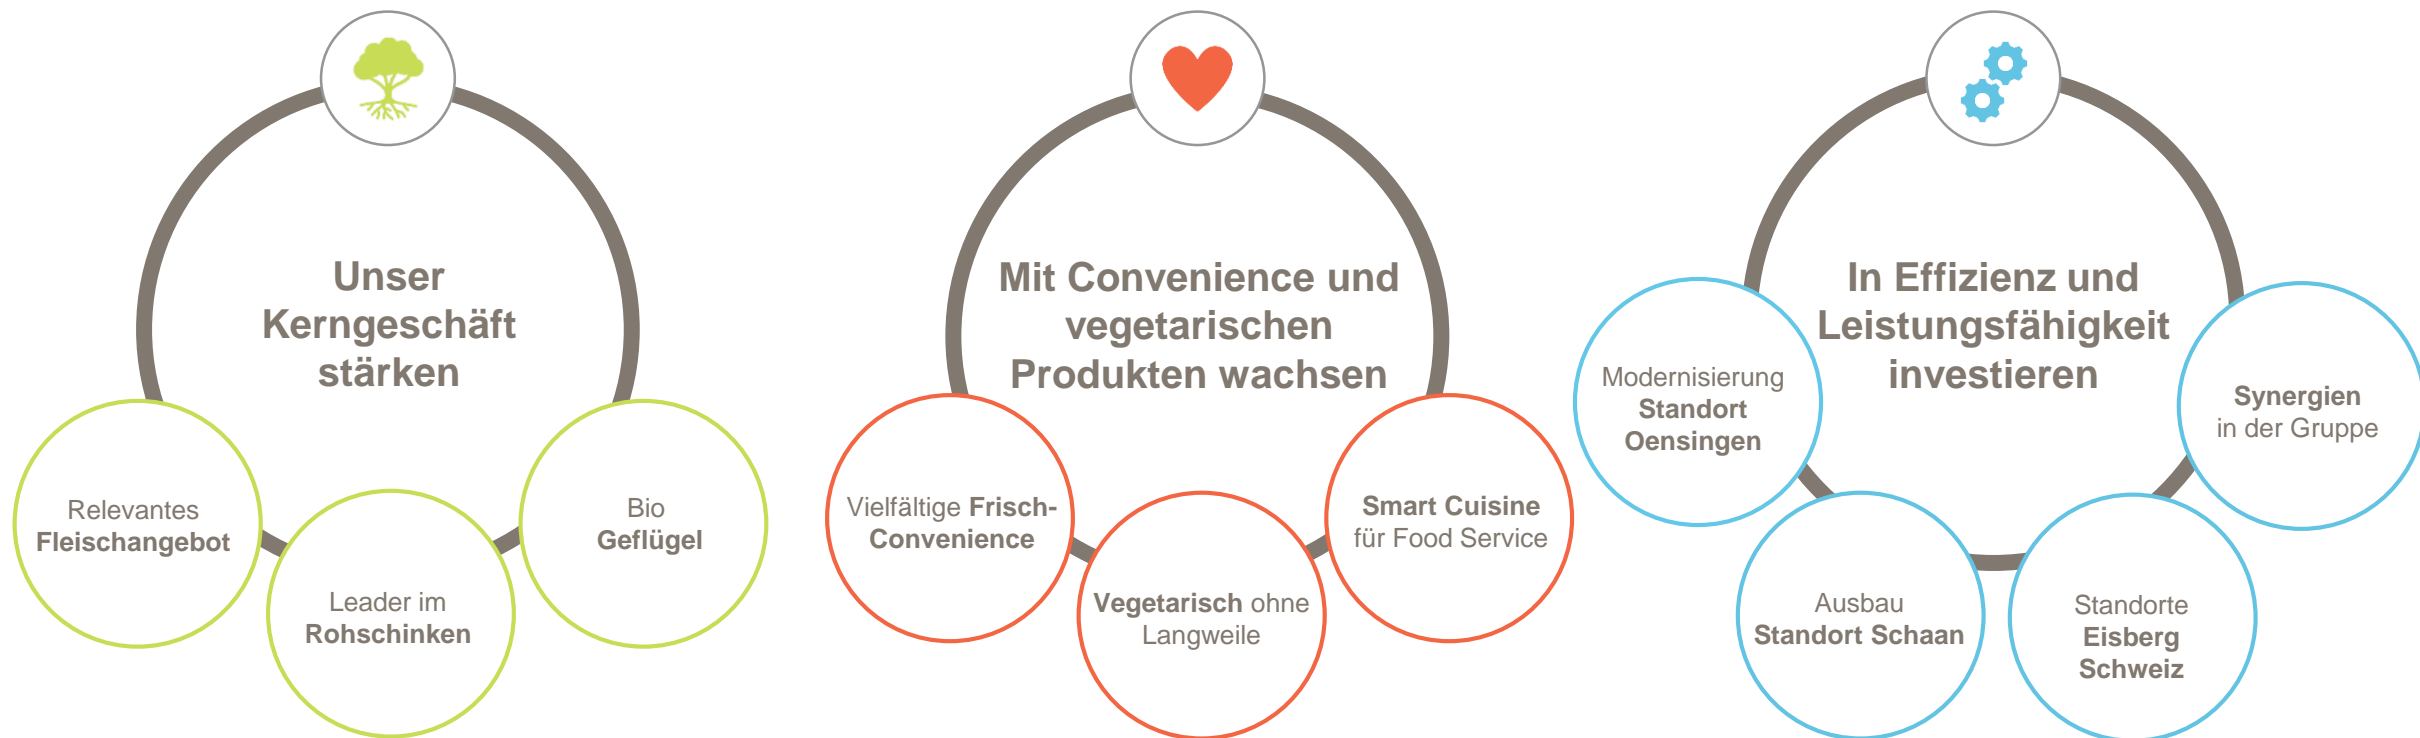 Unser
Kerngeschäft
stärken
Relevantes
Fleischangebot
Leader im
Rohschinken
Bio
Geflügel
Mit Convenience und
vegetarischen
Produkten wachsen
Vielfältige Frisch-
Convenience
Vegetarisch ohne
Langweile
Smart Cuisine
für Food Service
In Effizienz und
Leistungsfähigkeit
investieren
Modernisierung
Standort
Oensingen
Ausbau
Standort Schaan
Standorte
Eisberg
Schweiz
Synergien
in der Gruppe